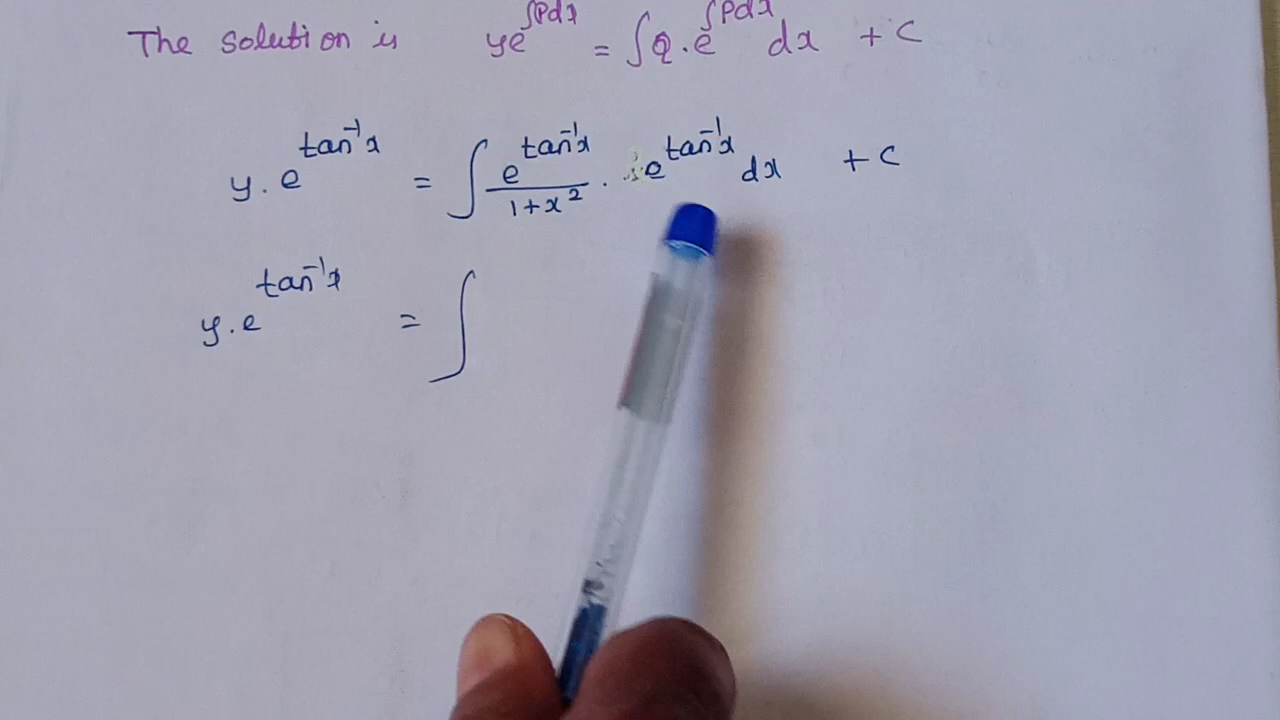 The solution is ye^∫Pdx = ∫Q.e^∫Pdx dx + C
y.e^tan⁻¹x = ∫ e^tan⁻¹x / 1+x² . e^tan⁻¹x dx + C
y.e^tan⁻¹x = ∫